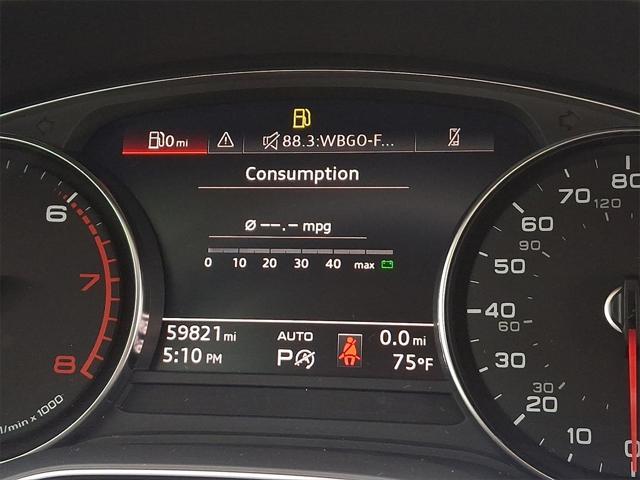 0 mi
88.3:WBGO-F...
Consumption
Ø --.- mpg
0 10 20 30 40 max
59821 mi
AUTO
0.0 mi
5:10 PM
P
A
75°F
6
7
8
1/min x 1000
80
70
120
60
90
50
40
60
30
30
20
10
0